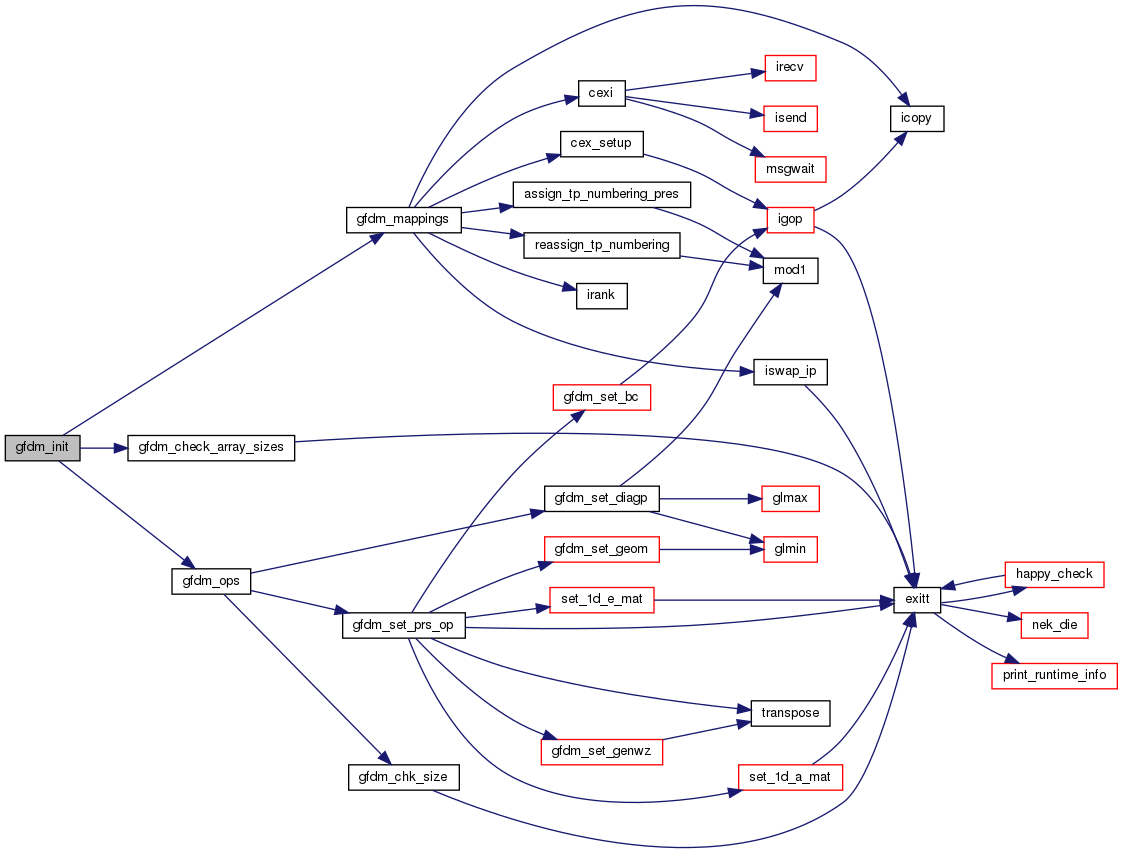 irecv
cexi
isend
icopy
cex_setup
msgwait
assign_tp_numbering_pres
gfdm_mappings
igop
reassign_tp_numbering
mod1
irank
iswap_ip
gfdm_set_bc
gfdm_init
gfdm_check_array_sizes
gfdm_set_diagp
glmax
gfdm_set_geom
glmin
gfdm_ops
happy_check
set_1d_e_mat
exitt
gfdm_set_prs_op
nek_die
print_runtime_info
transpose
gfdm_set_genwz
gfdm_chk_size
set_1d_a_mat